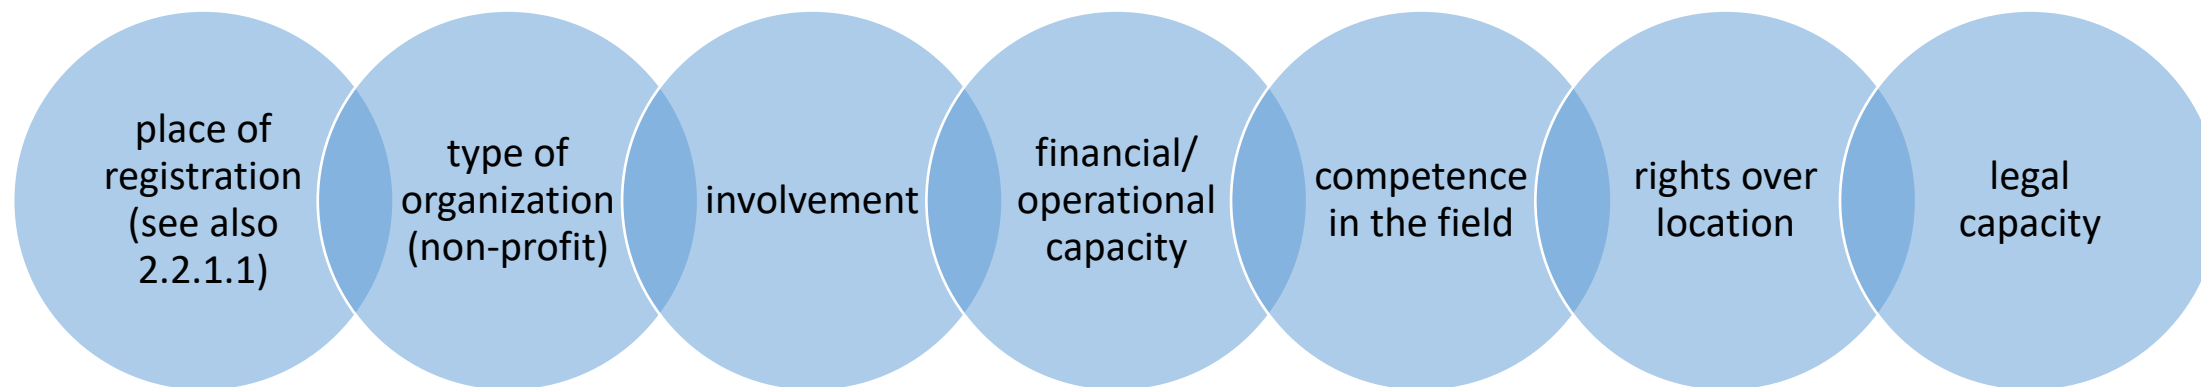 place of
registration
(see also
2.2.1.1)
type of
organization
(non-profit)
involvement
financial/
operational
capacity
competence
in the field
rights over
location
legal
capacity